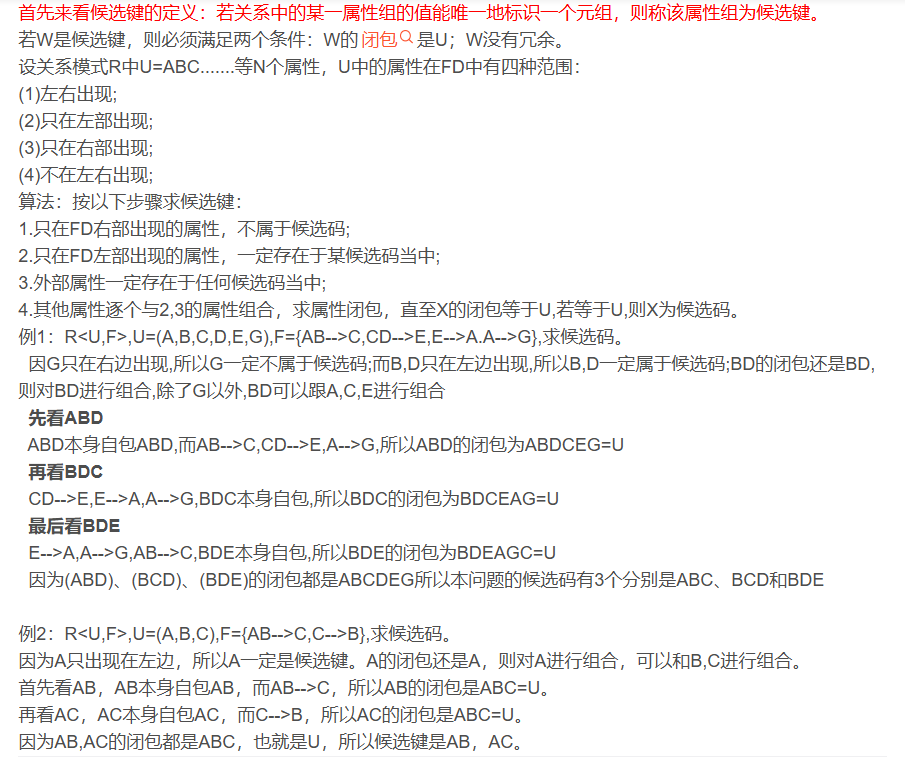 首先来看候选键的定义：若关系中的某一属性组的值能唯一地标识一个元组，则称该属性组为候选键。
若W是候选键，则必须满足两个条件：W的闭包是U；W没有冗余。
设关系模式R中U=ABC.......等N个属性，U中的属性在FD中有四种范围：
(1)左右出现;
(2)只在左部出现;
(3)只在右部出现;
(4)不在左右出现;
算法：按以下步骤求候选键：
1.只在FD右部出现的属性，不属于候选码;
2.只在FD左部出现的属性，一定存在于某候选码当中;
3.外部属性一定存在于任何候选码当中;
4.其他属性逐个与2,3的属性组合，求属性闭包，直至X的闭包等于U,若等于U,则X为候选码。
例1：R<U,F>,U=(A,B,C,D,E,G),F={AB-->C,CD-->E,E-->A.A-->G},求候选码。
因G只在右边出现,所以G一定不属于候选码;而B,D只在左边出现,所以B,D一定属于候选码;BD的闭包还是BD,
则对BD进行组合,除了G以外,BD可以跟A,C,E进行组合
先看ABD
ABD本身自包ABD,而AB-->C,CD-->E,A-->G,所以ABD的闭包为ABDCEG=U
再看BDC
CD-->E,E-->A,A-->G,BDC本身自包,所以BDC的闭包为BDCEAG=U
最后看BDE
E-->A,A-->G,AB-->C,BDE本身自包,所以BDE的闭包为BDEAGC=U
因为(ABD)、(BCD)、(BDE)的闭包都是ABCDEG所以本问题的候选码有3个分别是ABC、BCD和BDE
例2：R<U,F>,U=(A,B,C),F={AB-->C,C-->B},求候选码。
因为A只出现在左边，所以A一定是候选键。A的闭包还是A，则对A进行组合，可以和B,C进行组合。
首先看AB，AB本身自包AB，而AB-->C，所以AB的闭包是ABC=U。
再看AC，AC本身自包AC，而C-->B，所以AC的闭包是ABC=U。
因为AB,AC的闭包都是ABC，也就是U，所以候选键是AB，AC。